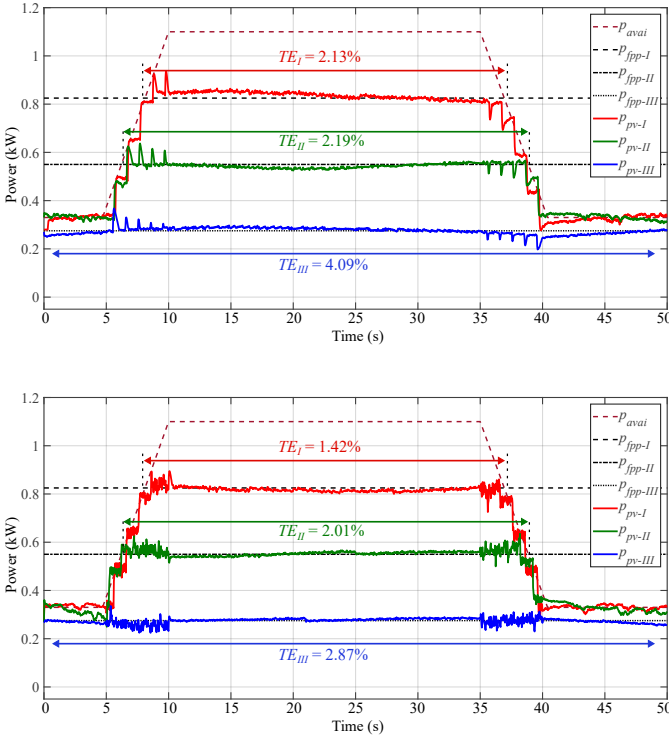 1.2
1
0.8
0.6
0.4
0.2
0
Power (kW)
TE_I = 2.13%
TE_II = 2.19%
TE_III = 4.09%
p_avai
p_fpp-I
p_fpp-II
p_fpp-III
p_pv-I
p_pv-II
p_pv-III
0 5 10 15 20 25 30 35 40 45 50
Time (s)
1.2
1
0.8
0.6
0.4
0.2
0
Power (kW)
TE_I = 1.42%
TE_II = 2.01%
TE_III = 2.87%
p_avai
p_fpp-I
p_fpp-II
p_fpp-III
p_pv-I
p_pv-II
p_pv-III
0 5 10 15 20 25 30 35 40 45 50
Time (s)